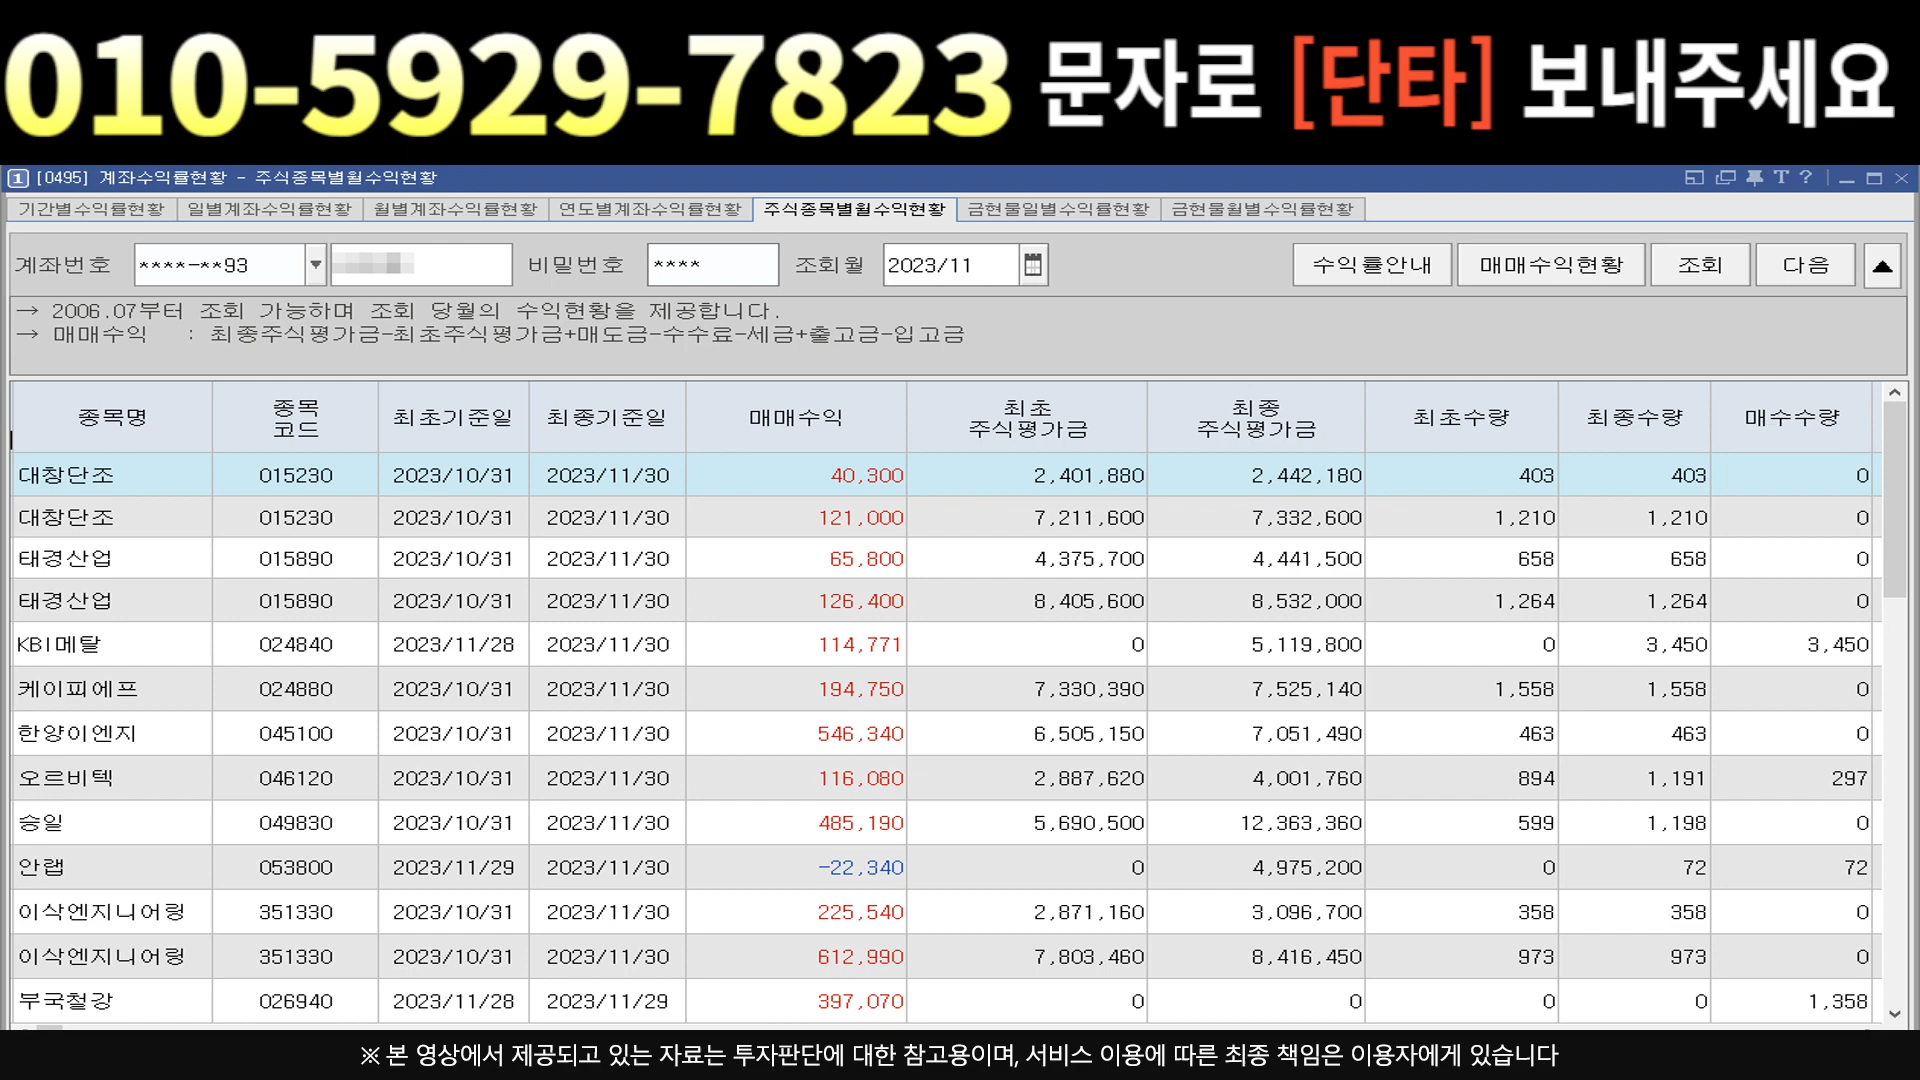 010-5929-7823 문자로 [단타] 보내주세요
1 [0495] 계좌수익률현황 - 주식종목별월수익현황
T ?
기간별수익률현황 일별계좌수익률현황 월별계좌수익률현황 연도별계좌수익률현황 주식종목별월수익현황 금현물일별수익률현황 금현물월별수익률현황
계좌번호 ****-**93 비밀번호 **** 조회월 2023/11 수익률안내 매매수익현황 조회 다음
→ 2006.07부터 조회 가능하며 조회 당월의 수익현황을 제공합니다.
→ 매매수익 : 최종주식평가금-최초주식평가금+매도금-수수료-세금+출고금-입고금
종목명 종목 코드 최초기준일 최종기준일 매매수익 최초 주식평가금 최종 주식평가금 최초수량 최종수량 매수수량
대창단조 015230 2023/10/31 2023/11/30 40,300 2,401,880 2,442,180 403 403 0
대창단조 015230 2023/10/31 2023/11/30 121,000 7,211,600 7,332,600 1,210 1,210 0
태경산업 015890 2023/10/31 2023/11/30 65,800 4,375,700 4,441,500 658 658 0
태경산업 015890 2023/10/31 2023/11/30 126,400 8,405,600 8,532,000 1,264 1,264 0
KBI메탈 024840 2023/11/28 2023/11/30 114,771 0 5,119,800 0 3,450 3,450
케이피에프 024880 2023/10/31 2023/11/30 194,750 7,330,390 7,525,140 1,558 1,558 0
한양이엔지 045100 2023/10/31 2023/11/30 546,340 6,505,150 7,051,490 463 463 0
오르비텍 046120 2023/10/31 2023/11/30 116,080 2,887,620 4,001,760 894 1,191 297
승일 049830 2023/10/31 2023/11/30 485,190 5,690,500 12,363,360 599 1,198 0
안랩 053800 2023/11/29 2023/11/30 -22,340 0 4,975,200 0 72 72
이삭엔지니어링 351330 2023/10/31 2023/11/30 225,540 2,871,160 3,096,700 358 358 0
이삭엔지니어링 351330 2023/10/31 2023/11/30 612,990 7,803,460 8,416,450 973 973 0
부국철강 026940 2023/11/28 2023/11/29 397,070 0 0 0 0 1,358
※ 본 영상에서 제공되고 있는 자료는 투자판단에 대한 참고용이며, 서비스 이용에 따른 최종 책임은 이용자에게 있습니다